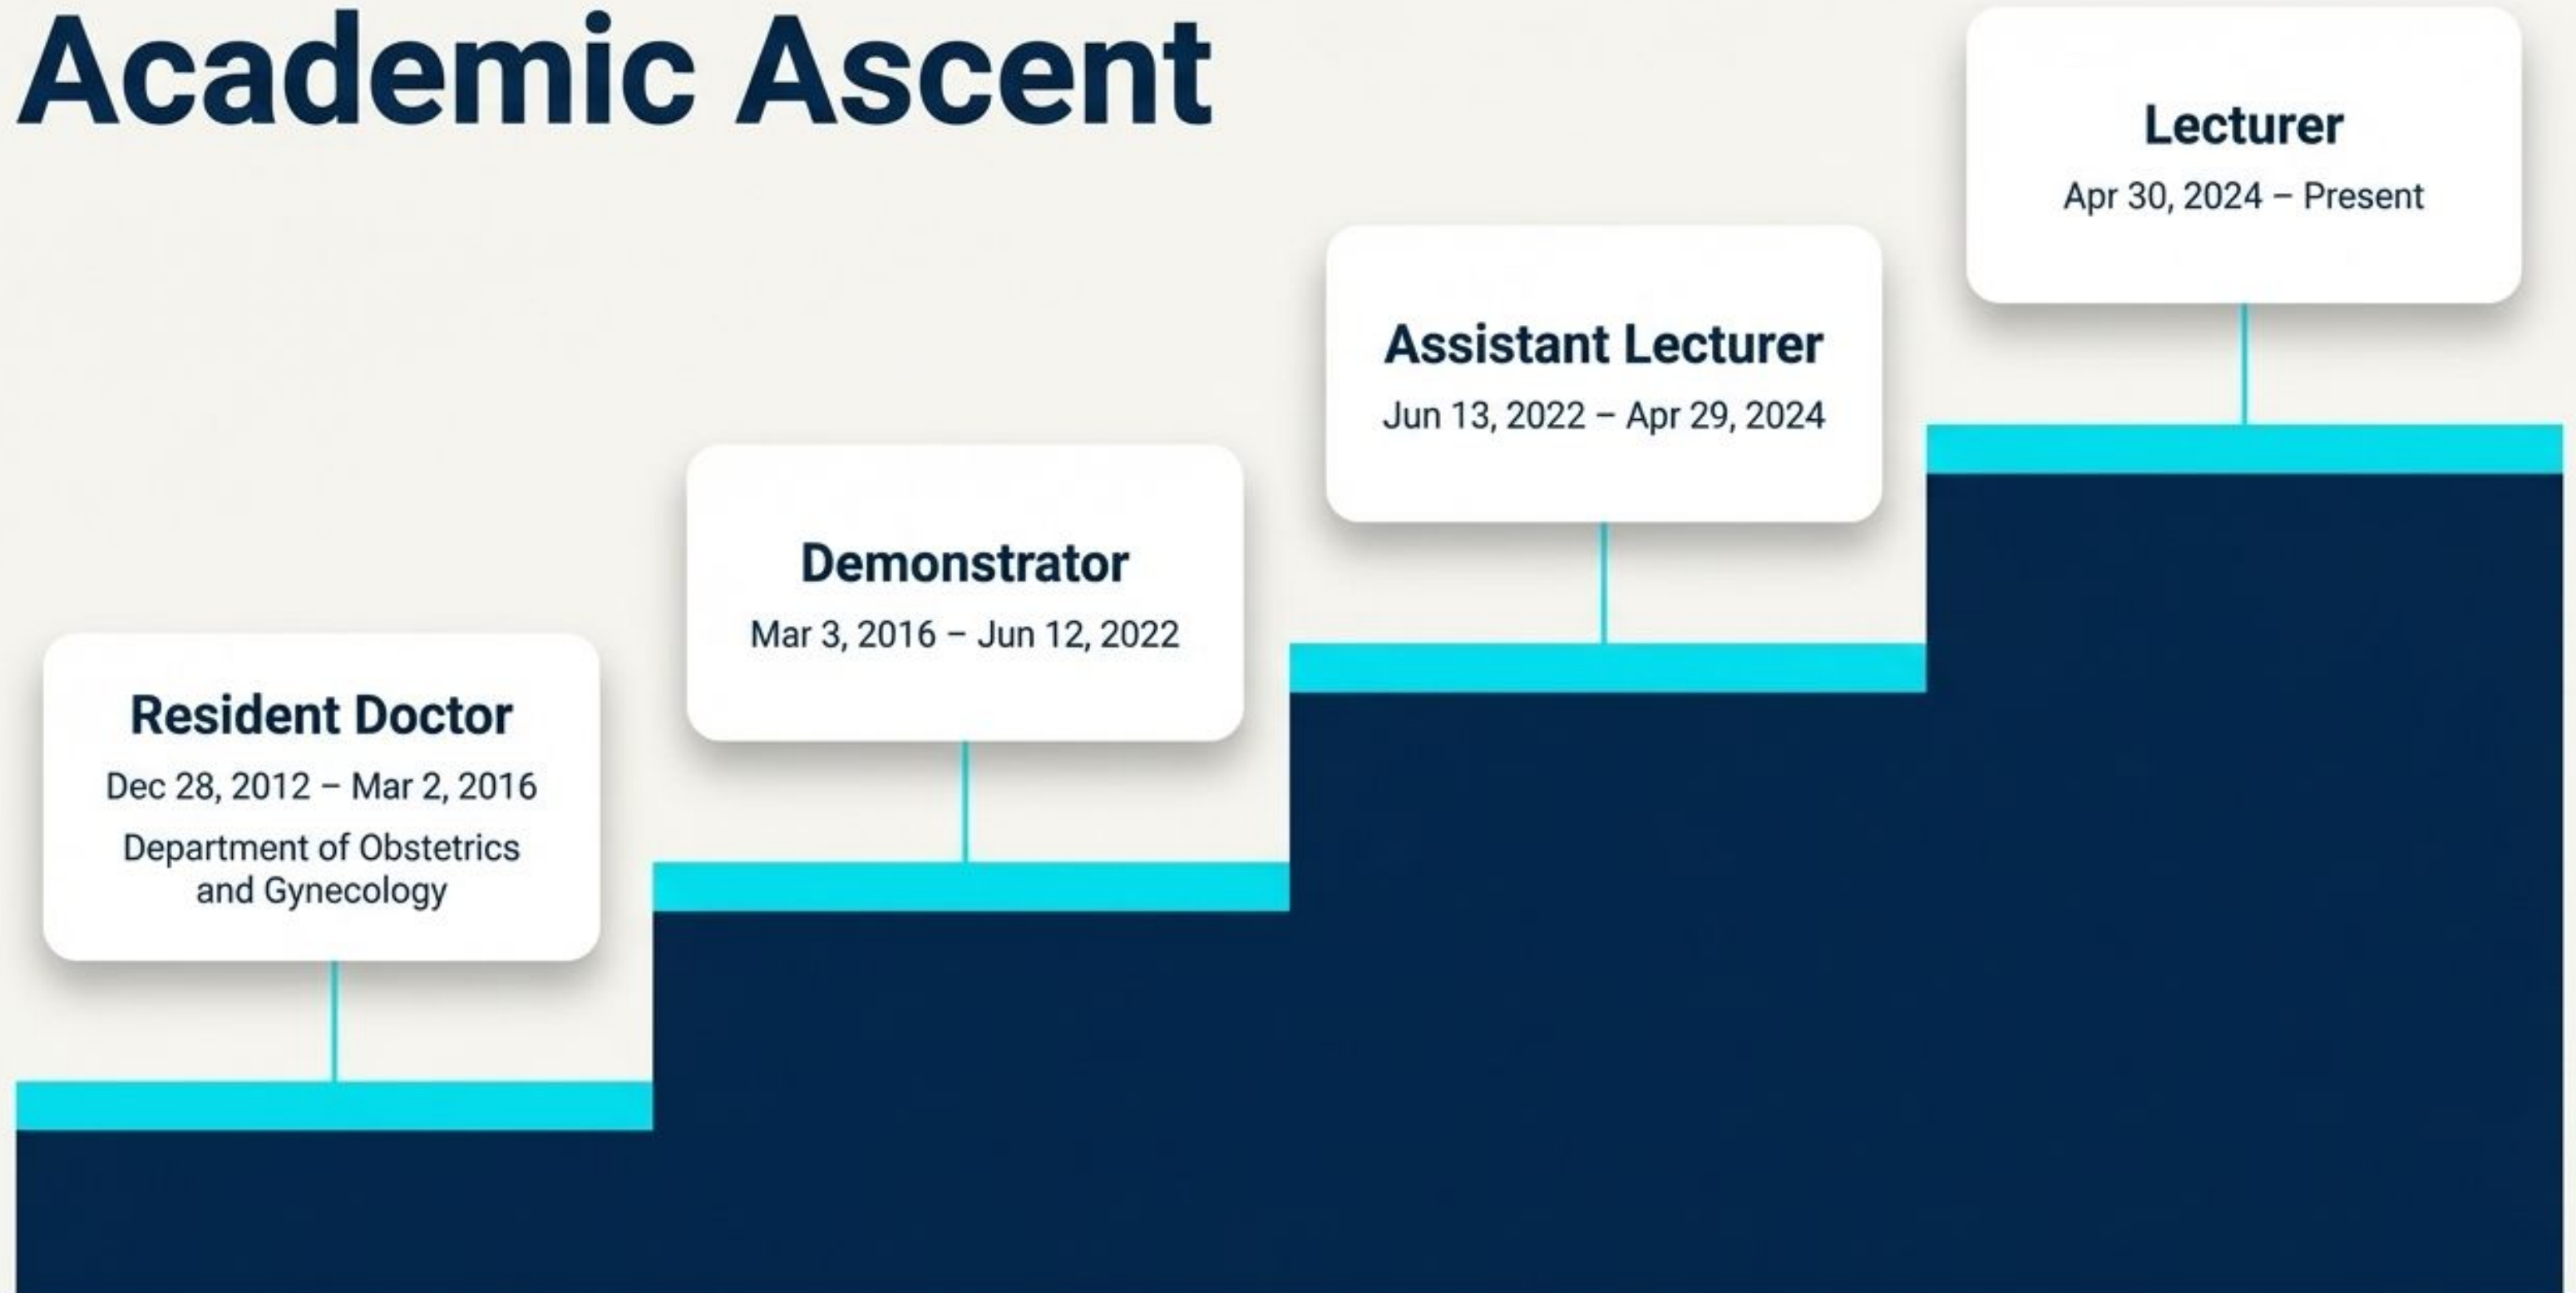 Academic Ascent
Resident Doctor
Dec 28, 2012 – Mar 2, 2016
Department of Obstetrics
and Gynecology
Demonstrator
Mar 3, 2016 – Jun 12, 2022
Assistant Lecturer
Jun 13, 2022 – Apr 29, 2024
Lecturer
Apr 30, 2024 – Present